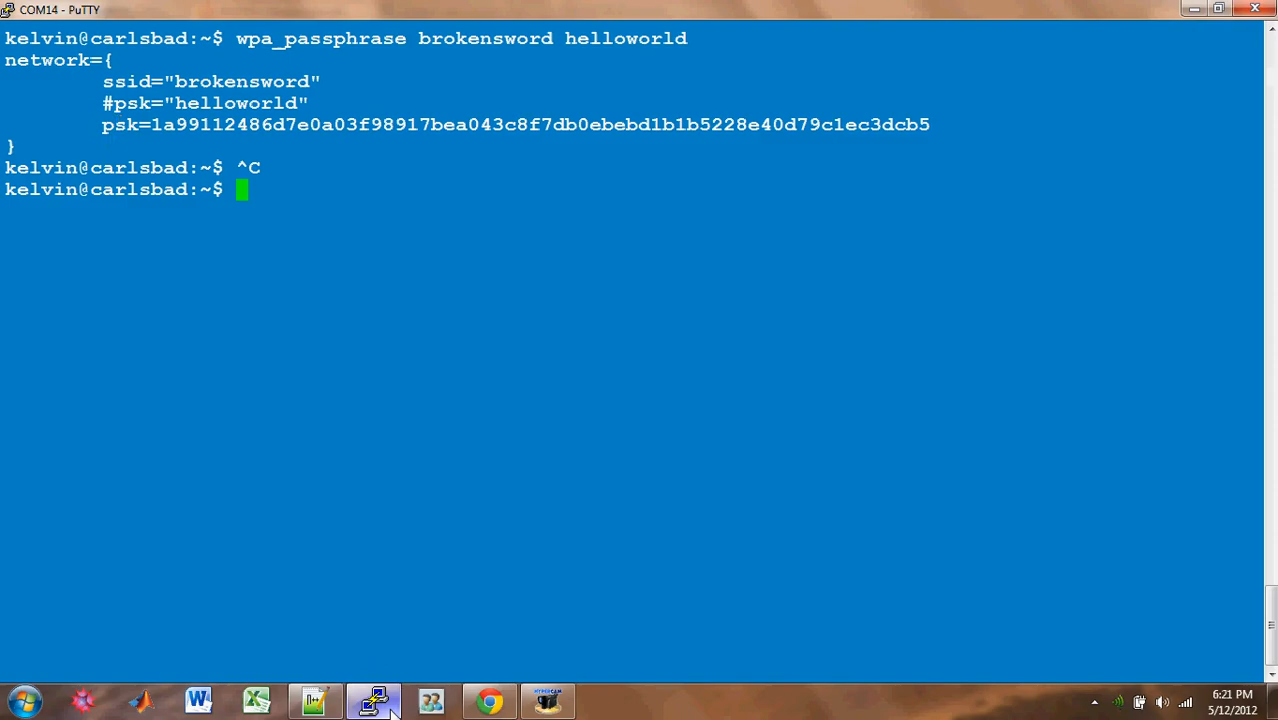 COM14 - PuTTY
kelvin@carlsbad:~$ wpa_passphrase brokensword helloworld
network={
ssid="brokensword"
#psk="helloworld"
psk=1a99112486d7e0a03f98917bea043c8f7db0ebebd1b1b5228e40d79c1ec3dcb5
}
kelvin@carlsbad:~$ ^C
kelvin@carlsbad:~$
HYPERCAM
6:21 PM
5/12/2012